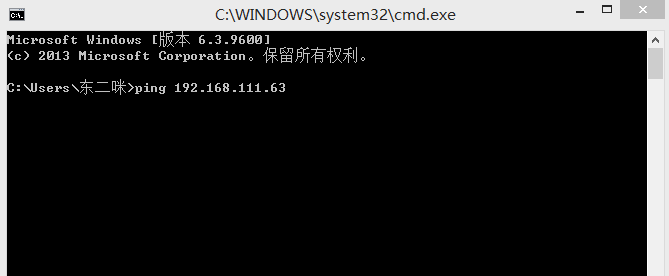 C:\WINDOWS\system32\cmd.exe
Microsoft Windows [版本 6.3.9600]
(c) 2013 Microsoft Corporation。保留所有权利。
C:\Users\东二咪>ping 192.168.111.63